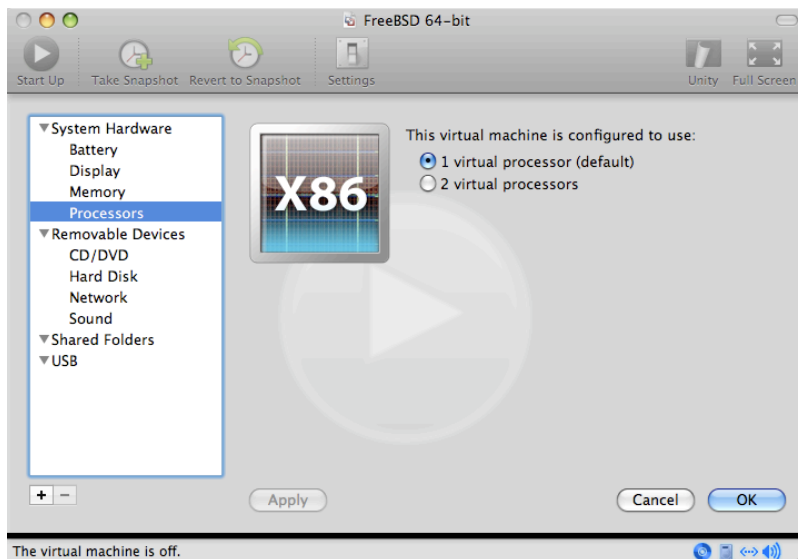 FreeBSD 64-bit
Start Up
Take Snapshot
Revert to Snapshot
Settings
Unity
Full Screen
System Hardware
Battery
Display
Memory
Processors
Removable Devices
CD/DVD
Hard Disk
Network
Sound
Shared Folders
USB
X86
This virtual machine is configured to use:
1 virtual processor (default)
2 virtual processors
Apply
Cancel
OK
The virtual machine is off.